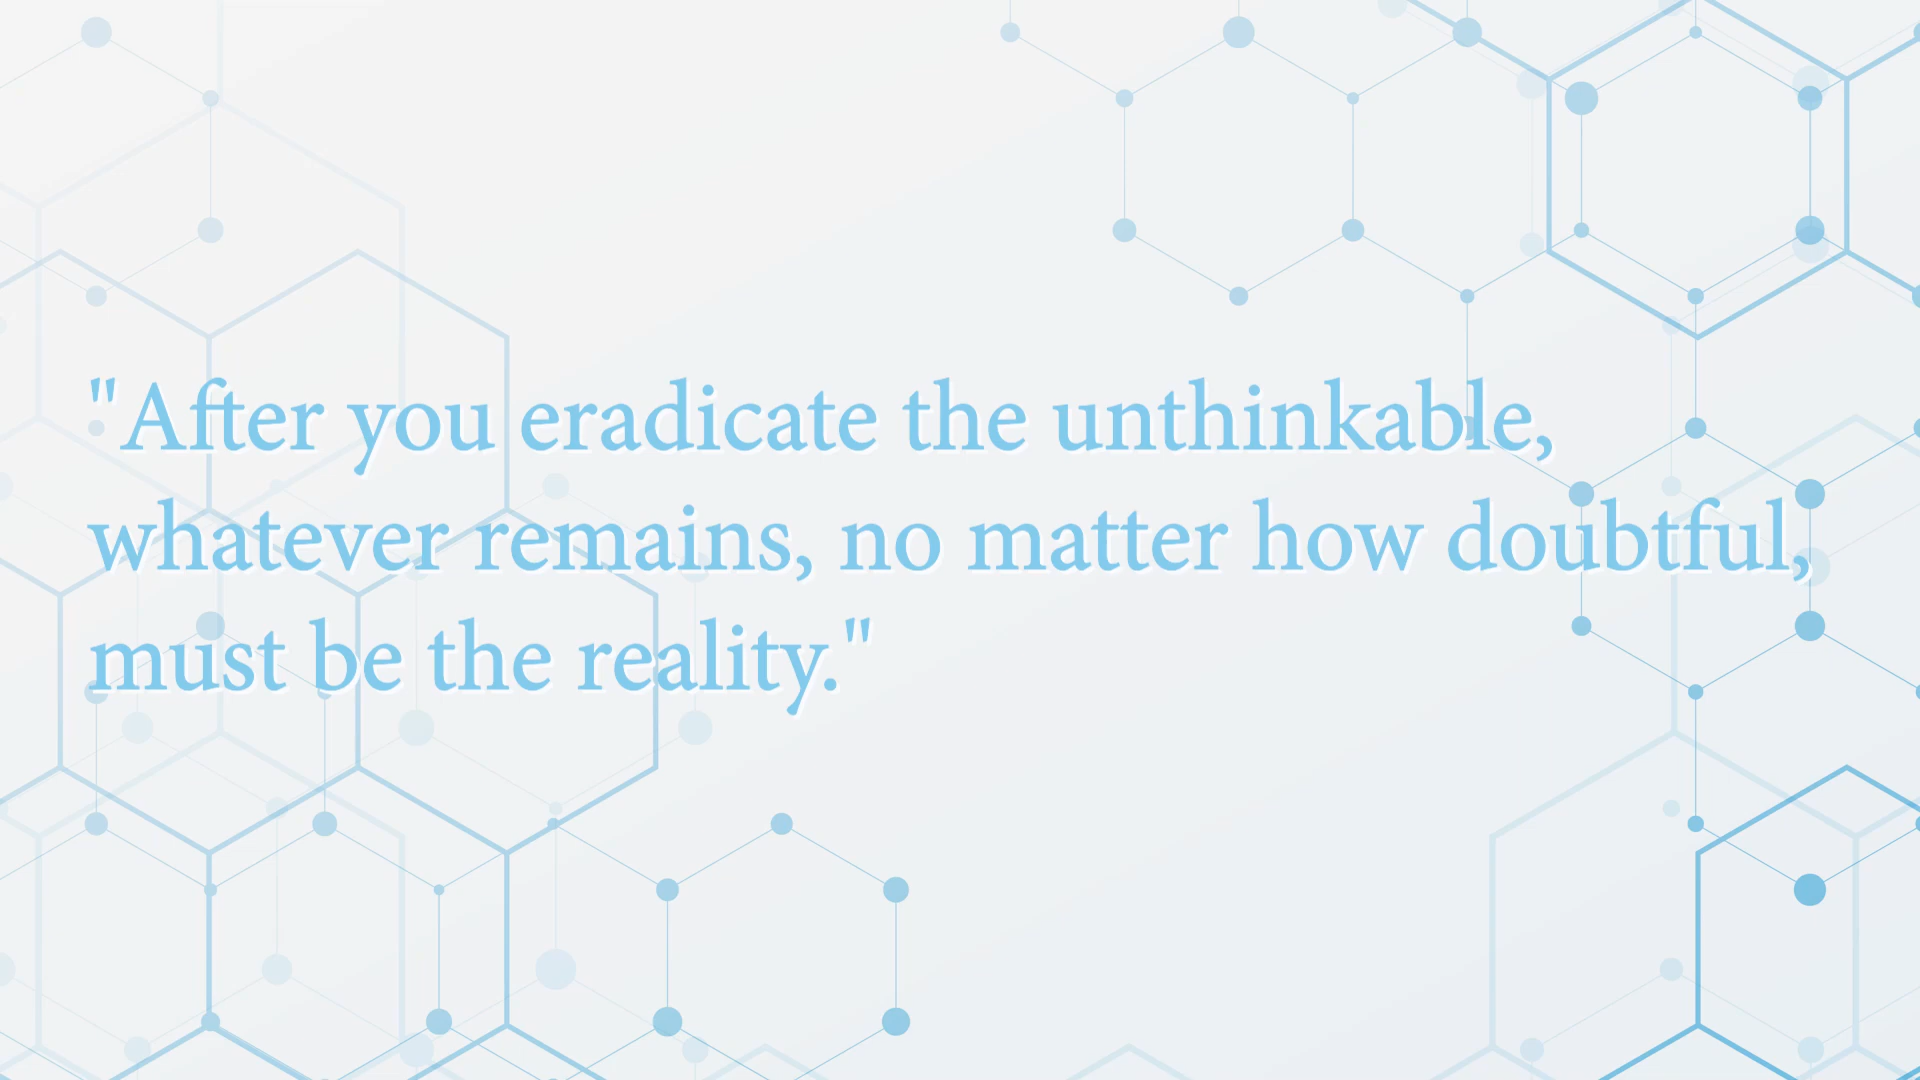 "After you eradicate the unthinkable,
whatever remains, no matter how doubtful,
must be the reality."